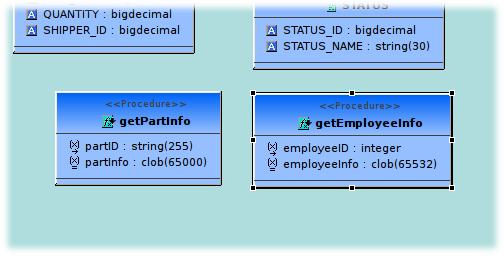 QUANTITY : bigdecimal
SHIPPER_ID : bigdecimal
STATUS
STATUS_ID : bigdecimal
STATUS_NAME : string(30)
<<Procedure>>
getPartInfo
partID : string(255)
partInfo : clob(65000)
<<Procedure>>
getEmployeeInfo
employeeID : integer
employeeInfo : clob(65532)